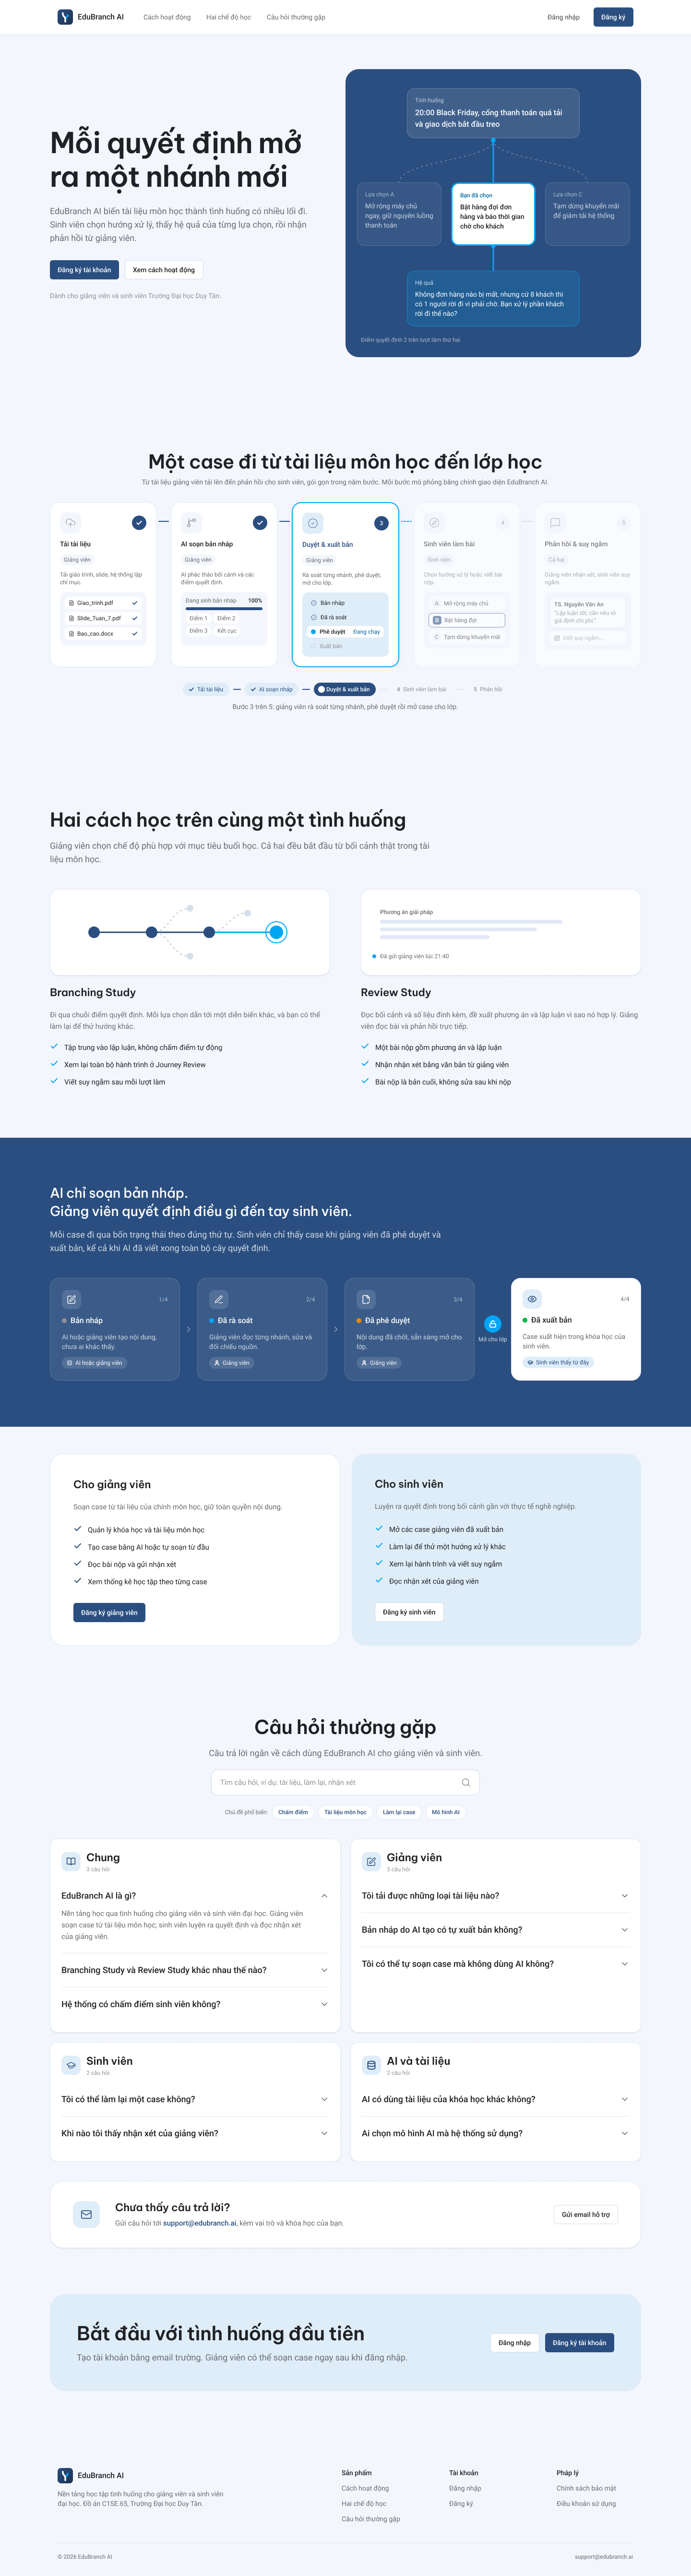 EduBranch AI
Cách hoạt động
Hai chế độ học
Câu hỏi thường gặp
Đăng nhập
Đăng ký
Mỗi quyết định mở
ra một nhánh mới
EduBranch AI biến tài liệu môn học thành tình huống có nhiều lối đi.
Sinh viên chọn hướng xử lý, thấy hệ quả của từng lựa chọn, rồi nhận
phản hồi từ giảng viên.
Đăng ký tài khoản
Xem cách hoạt động
Dành cho giảng viên và sinh viên Trường Đại học Duy Tân.
Tình huống
20:00 Black Friday, cổng thanh toán quá tải
và giao dịch bắt đầu treo
Lựa chọn A
Mở rộng máy chủ
ngay, giữ nguyên luồng
thanh toán
Bạn đã chọn
Bật hàng đợi đơn
hàng và báo thời gian
chờ cho khách
Lựa chọn C
Tạm dừng khuyến mãi
để giảm tải hệ thống
Hệ quả
Không đơn hàng nào bị mất, nhưng cứ 8 khách thì
có 1 người rời đi vì phải chờ. Bạn xử lý phần khách
rời đi thế nào?
Điểm quyết định 2 trên lượt làm thứ hai
Một case đi từ tài liệu môn học đến lớp học
Từ tài liệu giảng viên tải lên đến phản hồi cho sinh viên, gói gọn trong năm bước. Mỗi bước mô phỏng bằng chính giao diện EduBranch AI.
Tải tài liệu
Giảng viên
Tải giáo trình, slide; hệ thống lập
chỉ mục.
Giao_trinh.pdf
Slide_Tuan_7.pdf
Bao_cao.docx
AI soạn bản nháp
Giảng viên
AI phác thảo bối cảnh và các
điểm quyết định.
Đang sinh bản nháp 100%
Điểm 1 Điểm 2
Điểm 3 Kết cục
3
Duyệt & xuất bản
Giảng viên
Rà soát từng nhánh, phê duyệt,
mở cho lớp.
Bản nháp
Đã rà soát
Phê duyệt Đang chạy
Xuất bản
4
Sinh viên làm bài
Sinh viên
Chọn hướng xử lý hoặc viết bài
nộp.
A Mở rộng máy chủ
B Bật hàng đợi
C Tạm dừng khuyến mãi
5
Phản hồi & suy ngẫm
Cả hai
Giảng viên nhận xét, sinh viên suy
ngẫm.
TS. Nguyễn Văn An
"Lập luận tốt, cần nêu rõ
giả định chi phí."
Viết suy ngẫm...
Tải tài liệu
AI soạn nháp
Duyệt & xuất bản
4 Sinh viên làm bài
5 Phản hồi
Bước 3 trên 5: giảng viên rà soát từng nhánh, phê duyệt rồi mở case cho lớp.
Hai cách học trên cùng một tình huống
Giảng viên chọn chế độ phù hợp với mục tiêu buổi học. Cả hai đều bắt đầu từ bối cảnh thật trong tài
liệu môn học.
Phương án giải pháp
Đã gửi giảng viên lúc 21:40
Branching Study
Đi qua chuỗi điểm quyết định. Mỗi lựa chọn dẫn tới một diễn biến khác, và bạn có thể
làm lại để thử hướng khác.
Tập trung vào lập luận, không chấm điểm tự động
Xem lại toàn bộ hành trình ở Journey Review
Viết suy ngẫm sau mỗi lượt làm
Review Study
Đọc bối cảnh và số liệu đính kèm, đề xuất phương án và lập luận vì sao nó hợp lý. Giảng
viên đọc bài và phản hồi trực tiếp.
Một bài nộp gồm phương án và lập luận
Nhận nhận xét bằng văn bản từ giảng viên
Bài nộp là bản cuối, không sửa sau khi nộp
AI chỉ soạn bản nháp.
Giảng viên quyết định điều gì đến tay sinh viên.
Mỗi case đi qua bốn trạng thái theo đúng thứ tự. Sinh viên chỉ thấy case khi giảng viên đã phê duyệt và
xuất bản, kể cả khi AI đã viết xong toàn bộ cây quyết định.
1/4
Bản nháp
AI hoặc giảng viên tạo nội dung,
chưa ai khác thấy.
AI hoặc giảng viên
2/4
Đã rà soát
Giảng viên đọc từng nhánh, sửa và
đối chiếu nguồn.
Giảng viên
3/4
Đã phê duyệt
Nội dung đã chốt, sẵn sàng mở cho
lớp.
Giảng viên
Mở cho lớp
4/4
Đã xuất bản
Case xuất hiện trong khóa học của
sinh viên.
Sinh viên thấy từ đây
Cho giảng viên
Soạn case từ tài liệu của chính môn học, giữ toàn quyền nội dung.
Quản lý khóa học và tài liệu môn học
Tạo case bằng AI hoặc tự soạn từ đầu
Đọc bài nộp và gửi nhận xét
Xem thống kê học tập theo từng case
Đăng ký giảng viên
Cho sinh viên
Luyện ra quyết định trong bối cảnh gần với thực tế nghề nghiệp.
Mở các case giảng viên đã xuất bản
Làm lại để thử một hướng xử lý khác
Xem lại hành trình và viết suy ngẫm
Đọc nhận xét của giảng viên
Đăng ký sinh viên
Câu hỏi thường gặp
Câu trả lời ngắn về cách dùng EduBranch AI cho giảng viên và sinh viên.
Tìm câu hỏi, ví dụ: tài liệu, làm lại, nhận xét
Chủ đề phổ biến:
Chấm điểm
Tài liệu môn học
Làm lại case
Mô hình AI
Chung
3 câu hỏi
EduBranch AI là gì?
Nền tảng học qua tình huống cho giảng viên và sinh viên đại học. Giảng viên
soạn case từ tài liệu môn học; sinh viên luyện ra quyết định và đọc nhận xét
của giảng viên.
Branching Study và Review Study khác nhau thế nào?
Hệ thống có chấm điểm sinh viên không?
Giảng viên
3 câu hỏi
Tôi tải được những loại tài liệu nào?
Bản nháp do AI tạo có tự xuất bản không?
Tôi có thể tự soạn case mà không dùng AI không?
Sinh viên
2 câu hỏi
Tôi có thể làm lại một case không?
Khi nào tôi thấy nhận xét của giảng viên?
AI và tài liệu
2 câu hỏi
AI có dùng tài liệu của khóa học khác không?
Ai chọn mô hình AI mà hệ thống sử dụng?
Chưa thấy câu trả lời?
Gửi câu hỏi tới support@edubranch.ai, kèm vai trò và khóa học của bạn.
Gửi email hỗ trợ
Bắt đầu với tình huống đầu tiên
Tạo tài khoản bằng email trường. Giảng viên có thể soạn case ngay sau khi đăng nhập.
Đăng nhập
Đăng ký tài khoản
EduBranch AI
Nền tảng học tập tình huống cho giảng viên và sinh viên
đại học. Đồ án C1SE.65, Trường Đại học Duy Tân.
Sản phẩm
Cách hoạt động
Hai chế độ học
Câu hỏi thường gặp
Tài khoản
Đăng nhập
Đăng ký
Pháp lý
Chính sách bảo mật
Điều khoản sử dụng
© 2026 EduBranch AI
support@edubranch.ai